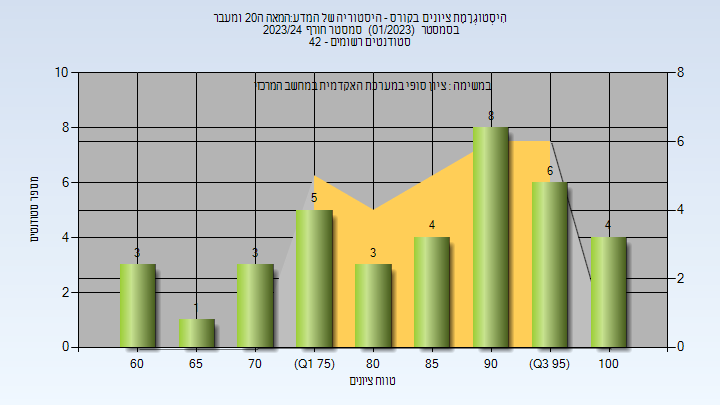 היסטוגרמת ציונים בקורס - היסטוריה של המדע:המאה ה20 ומעבר
בסמסטר (01/2023) סמסטר חורף 2023/24
סטודנטים רשומים - 42
במשימה : ציון סופי במערכת האקדמית במחשב המרכזי
10 8 6 4 2 0
8 6 4 2 0
מספר סטודנטים
3 1 3 5 3 4 8 6 4
60 65 70 (Q1 75) 80 85 90 (Q3 95) 100
טווח ציונים